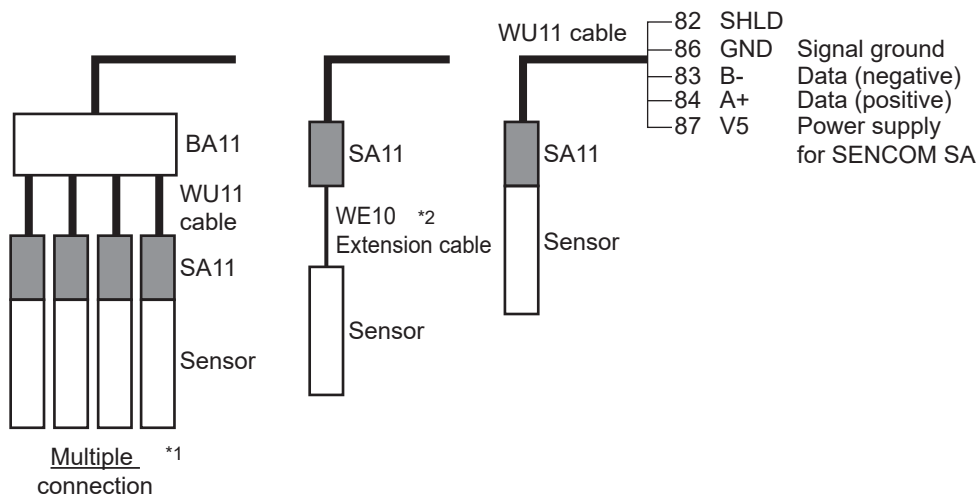 WU11 cable
82 SHLD
86 GND Signal ground
83 B- Data (negative)
84 A+ Data (positive)
87 V5 Power supply
for SENCOM SA
BA11
WU11
cable
SA11
Sensor
Multiple *1
connection
SA11
WE10 *2
Extension cable
Sensor
SA11
Sensor